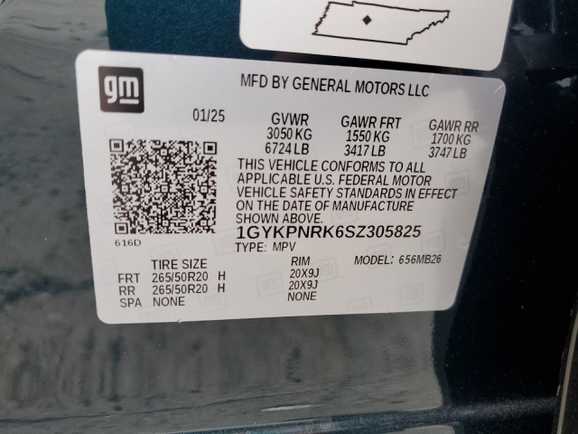 gm
MFD BY GENERAL MOTORS LLC
01/25 GVWR GAWR FRT GAWR RR
3050 KG 1550 KG 1700 KG
6724 LB 3417 LB 3747 LB
THIS VEHICLE CONFORMS TO ALL
APPLICABLE U.S. FEDERAL MOTOR
VEHICLE SAFETY STANDARDS IN EFFECT
ON THE DATE OF MANUFACTURE
SHOWN ABOVE.
1GYKPNRK6SZ305825
616D TYPE: MPV
TIRE SIZE RIM MODEL: 656MB26
FRT 265/50R20 H 20X9J
RR 265/50R20 H 20X9J
SPA NONE NONE